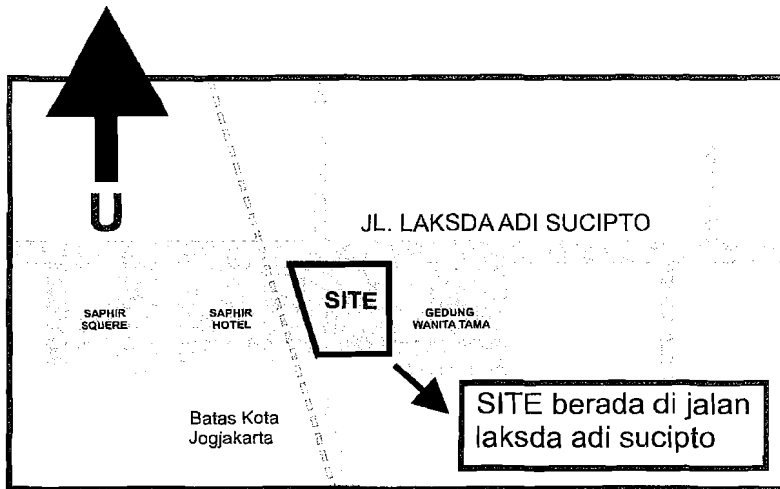 U
JL. LAKSDA ADI SUCIPTO
SAPHIR
SQUERE
SAPHIR
HOTEL
SITE
GEDUNG
WANITA TAMA
Batas Kota
Jogjakarta
SITE berada di jalan
laksda adi sucipto